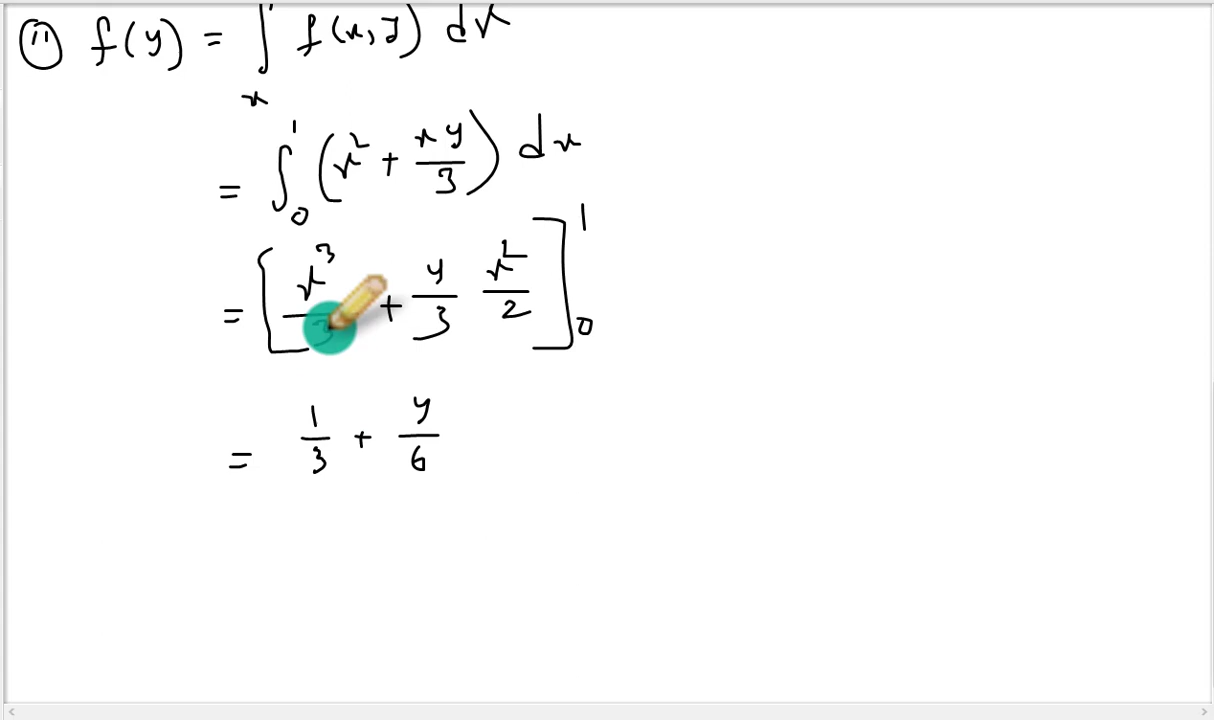 (ii) f(y) = ∫ f(x,y) dx
x
= ∫₀¹ (x² + xy/3) dx
= [x³/3 + y/3 x²/2]₀¹
= 1/3 + y/6